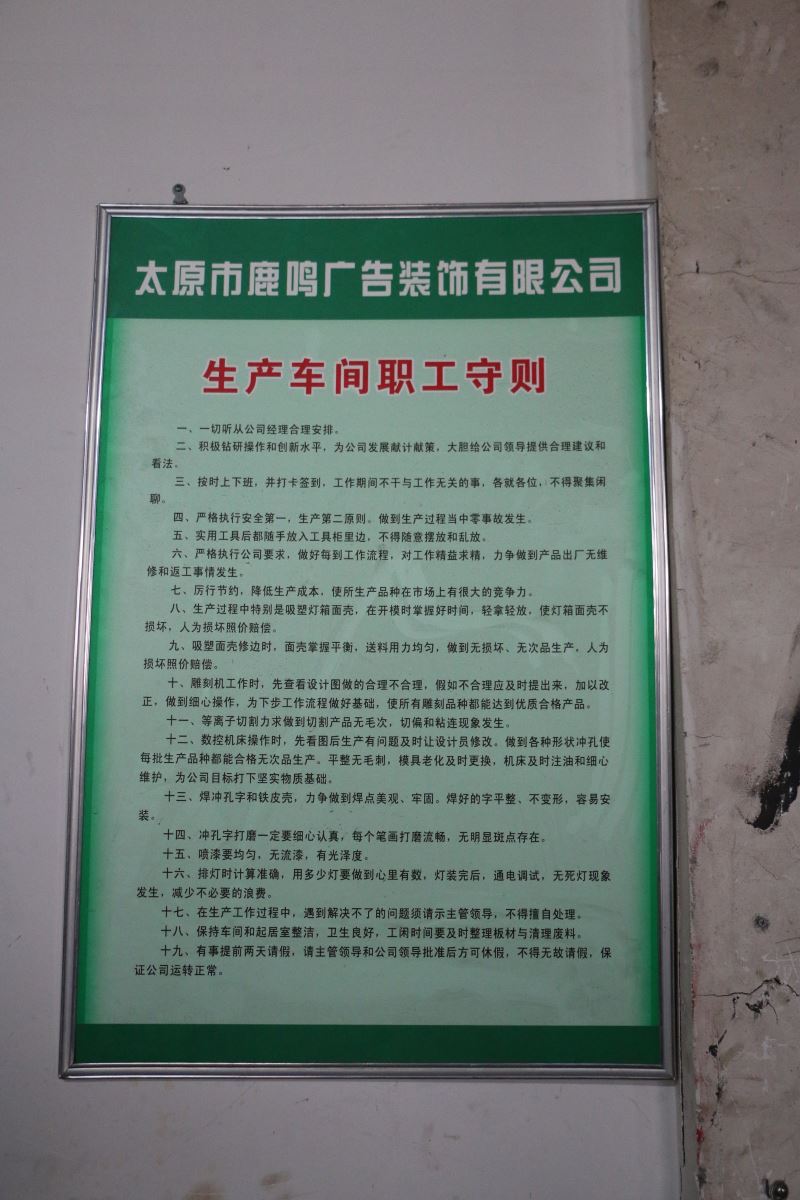 太原市鹿鸣广告装饰有限公司
生产车间职工守则
一、一切听从公司经理合理安排。
二、积极钻研操作和创新水平，为公司发展献计献策，大胆给公司领导提供合理建议和
看法。
三、按时上下班，并打卡签到，工作期间不干与工作无关的事，各就各位，不得聚集闲
聊。
四、严格执行安全第一，生产第二原则。做到生产过程当中零事故发生。
五、实用工具后都随手放入工具柜里边，不得随意摆放和乱放。
六、严格执行公司要求，做好每到工作流程，对工作精益求精，力争做到产品出厂无维
修和返工事情发生。
七、厉行节约，降低生产成本，使所生产品种在市场上有很大的竞争力。
八、生产过程中特别是吸塑灯箱面壳，在开模时掌握好时间，轻拿轻放，使灯箱面壳不
损坏，人为损坏照价赔偿。
九、吸塑面壳修边时，面壳掌握平衡，送料用力均匀，做到无损坏、无次品生产，人为
损坏照价赔偿。
十、雕刻机工作时，先查看设计图做的合理不合理，假如不合理应及时提出来，加以改
正，做到细心操作，为下步工作流程做好基础，使所有雕刻品种都能达到优质合格产品。
十一、等离子切割力求做到切割产品无毛次，切偏和粘连现象发生。
十二、数控机床操作时，先看图后生产有问题及时让设计员修改。做到各种形状冲孔使
每批生产品种都能合格无次品生产。平整无毛刺，模具老化及时更换，机床及时注油和细心
维护，为公司目标打下坚实物质基础。
十三、焊冲孔字和铁皮壳，力争做到焊点美观、牢固。焊好的字平整、不变形，容易安
装。
十四、冲孔字打磨一定要细心认真，每个笔画打磨流畅，无明显斑点存在。
十五、喷漆要均匀，无流漆，有光泽度。
十六、排灯时计算准确，用多少灯要做到心里有数，灯装完后，通电调试，无死灯现象
发生，减少不必要的浪费。
十七、在生产工作过程中，遇到解决不了的问题须请示主管领导，不得擅自处理。
十八、保持车间和起居室整洁，卫生良好，工闲时间要及时整理板材与清理废料。
十九、有事提前两天请假，请主管领导和公司领导批准后方可休假，不得无故请假，保
证公司运转正常。